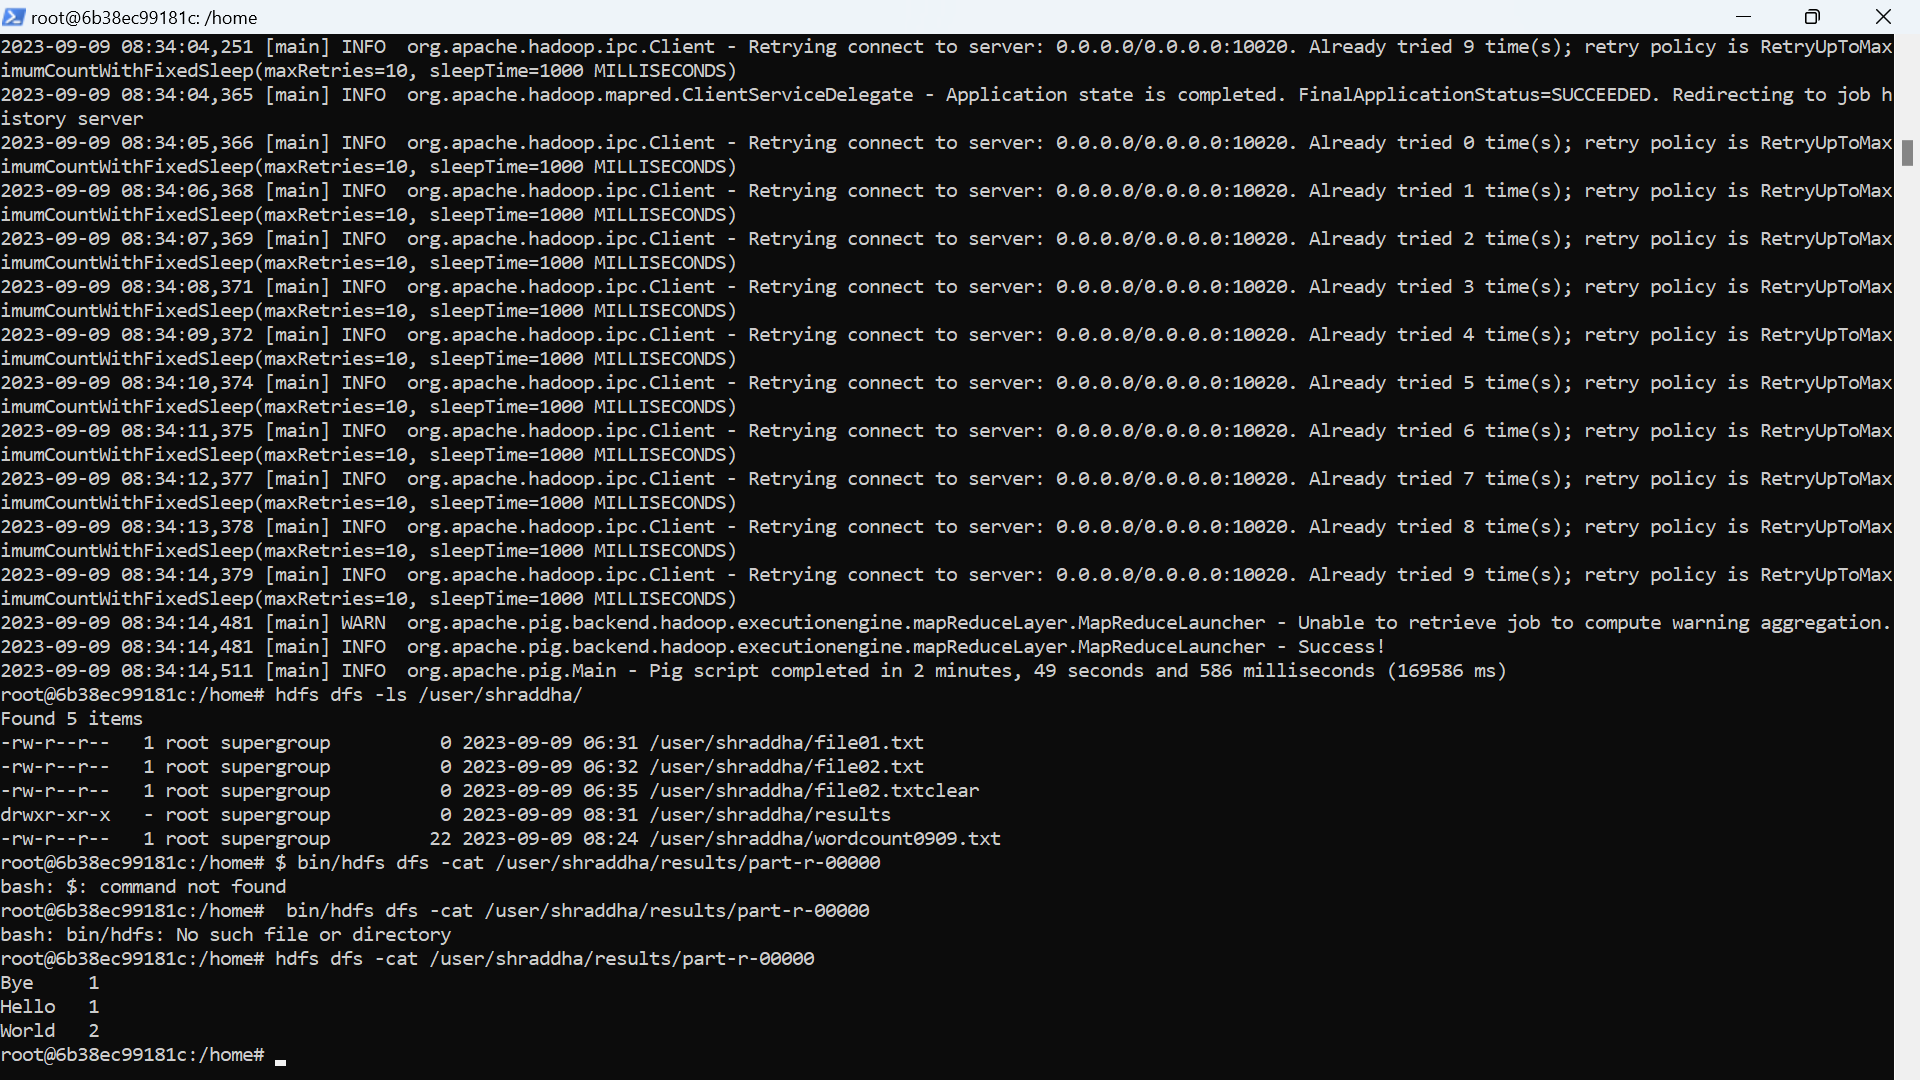 root@6b38ec99181c: /home
2023-09-09 08:34:04,251 [main] INFO  org.apache.hadoop.ipc.Client - Retrying connect to server: 0.0.0.0/0.0.0.0:10020. Already tried 9 time(s); retry policy is RetryUpToMax
imumCountWithFixedSleep(maxRetries=10, sleepTime=1000 MILLISECONDS)
2023-09-09 08:34:04,365 [main] INFO  org.apache.hadoop.mapred.ClientServiceDelegate - Application state is completed. FinalApplicationStatus=SUCCEEDED. Redirecting to job h
istory server
2023-09-09 08:34:05,366 [main] INFO  org.apache.hadoop.ipc.Client - Retrying connect to server: 0.0.0.0/0.0.0.0:10020. Already tried 0 time(s); retry policy is RetryUpToMax
imumCountWithFixedSleep(maxRetries=10, sleepTime=1000 MILLISECONDS)
2023-09-09 08:34:06,368 [main] INFO  org.apache.hadoop.ipc.Client - Retrying connect to server: 0.0.0.0/0.0.0.0:10020. Already tried 1 time(s); retry policy is RetryUpToMax
imumCountWithFixedSleep(maxRetries=10, sleepTime=1000 MILLISECONDS)
2023-09-09 08:34:07,369 [main] INFO  org.apache.hadoop.ipc.Client - Retrying connect to server: 0.0.0.0/0.0.0.0:10020. Already tried 2 time(s); retry policy is RetryUpToMax
imumCountWithFixedSleep(maxRetries=10, sleepTime=1000 MILLISECONDS)
2023-09-09 08:34:08,371 [main] INFO  org.apache.hadoop.ipc.Client - Retrying connect to server: 0.0.0.0/0.0.0.0:10020. Already tried 3 time(s); retry policy is RetryUpToMax
imumCountWithFixedSleep(maxRetries=10, sleepTime=1000 MILLISECONDS)
2023-09-09 08:34:09,372 [main] INFO  org.apache.hadoop.ipc.Client - Retrying connect to server: 0.0.0.0/0.0.0.0:10020. Already tried 4 time(s); retry policy is RetryUpToMax
imumCountWithFixedSleep(maxRetries=10, sleepTime=1000 MILLISECONDS)
2023-09-09 08:34:10,374 [main] INFO  org.apache.hadoop.ipc.Client - Retrying connect to server: 0.0.0.0/0.0.0.0:10020. Already tried 5 time(s); retry policy is RetryUpToMax
imumCountWithFixedSleep(maxRetries=10, sleepTime=1000 MILLISECONDS)
2023-09-09 08:34:11,375 [main] INFO  org.apache.hadoop.ipc.Client - Retrying connect to server: 0.0.0.0/0.0.0.0:10020. Already tried 6 time(s); retry policy is RetryUpToMax
imumCountWithFixedSleep(maxRetries=10, sleepTime=1000 MILLISECONDS)
2023-09-09 08:34:12,377 [main] INFO  org.apache.hadoop.ipc.Client - Retrying connect to server: 0.0.0.0/0.0.0.0:10020. Already tried 7 time(s); retry policy is RetryUpToMax
imumCountWithFixedSleep(maxRetries=10, sleepTime=1000 MILLISECONDS)
2023-09-09 08:34:13,378 [main] INFO  org.apache.hadoop.ipc.Client - Retrying connect to server: 0.0.0.0/0.0.0.0:10020. Already tried 8 time(s); retry policy is RetryUpToMax
imumCountWithFixedSleep(maxRetries=10, sleepTime=1000 MILLISECONDS)
2023-09-09 08:34:14,379 [main] INFO  org.apache.hadoop.ipc.Client - Retrying connect to server: 0.0.0.0/0.0.0.0:10020. Already tried 9 time(s); retry policy is RetryUpToMax
imumCountWithFixedSleep(maxRetries=10, sleepTime=1000 MILLISECONDS)
2023-09-09 08:34:14,481 [main] WARN  org.apache.pig.backend.hadoop.executionengine.mapReduceLayer.MapReduceLauncher - Unable to retrieve job to compute warning aggregation.
2023-09-09 08:34:14,481 [main] INFO  org.apache.pig.backend.hadoop.executionengine.mapReduceLayer.MapReduceLauncher - Success!
2023-09-09 08:34:14,511 [main] INFO  org.apache.pig.Main - Pig script completed in 2 minutes, 49 seconds and 586 milliseconds (169586 ms)
root@6b38ec99181c:/home# hdfs dfs -ls /user/shraddha/
Found 5 items
-rw-r--r--   1 root supergroup          0 2023-09-09 06:31 /user/shraddha/file01.txt
-rw-r--r--   1 root supergroup          0 2023-09-09 06:32 /user/shraddha/file02.txt
-rw-r--r--   1 root supergroup          0 2023-09-09 06:35 /user/shraddha/file02.txtclear
drwxr-xr-x   - root supergroup          0 2023-09-09 08:31 /user/shraddha/results
-rw-r--r--   1 root supergroup         22 2023-09-09 08:24 /user/shraddha/wordcount0909.txt
root@6b38ec99181c:/home# $ bin/hdfs dfs -cat /user/shraddha/results/part-r-00000
bash: $: command not found
root@6b38ec99181c:/home#  bin/hdfs dfs -cat /user/shraddha/results/part-r-00000
bash: bin/hdfs: No such file or directory
root@6b38ec99181c:/home# hdfs dfs -cat /user/shraddha/results/part-r-00000
Bye     1
Hello   1
World   2
root@6b38ec99181c:/home#